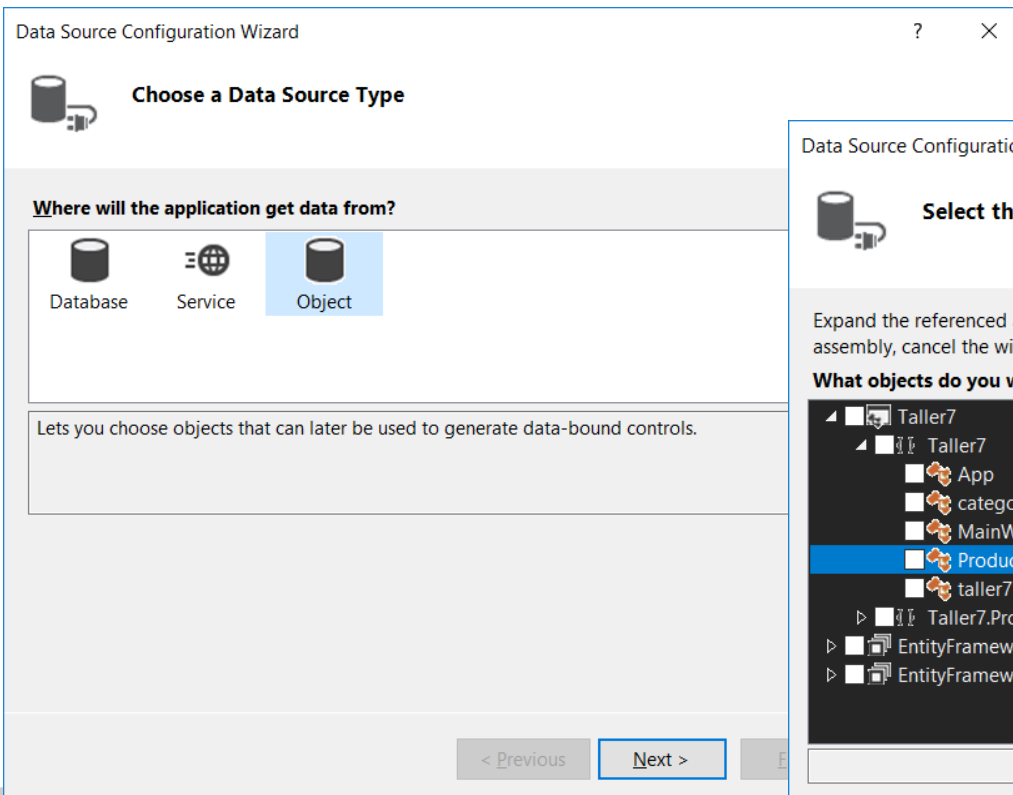 Data Source Configuration Wizard
?
Choose a Data Source Type
Where will the application get data from?
Database
Service
Object
Lets you choose objects that can later be used to generate data-bound controls.
< Previous
Next >
F
Data Source Configuratio
Select th
Expand the referenced
assembly, cancel the wi
What objects do you w
Taller7
Taller7
App
catego
MainW
Produc
taller7
Taller7.Pro
EntityFramew
EntityFramew